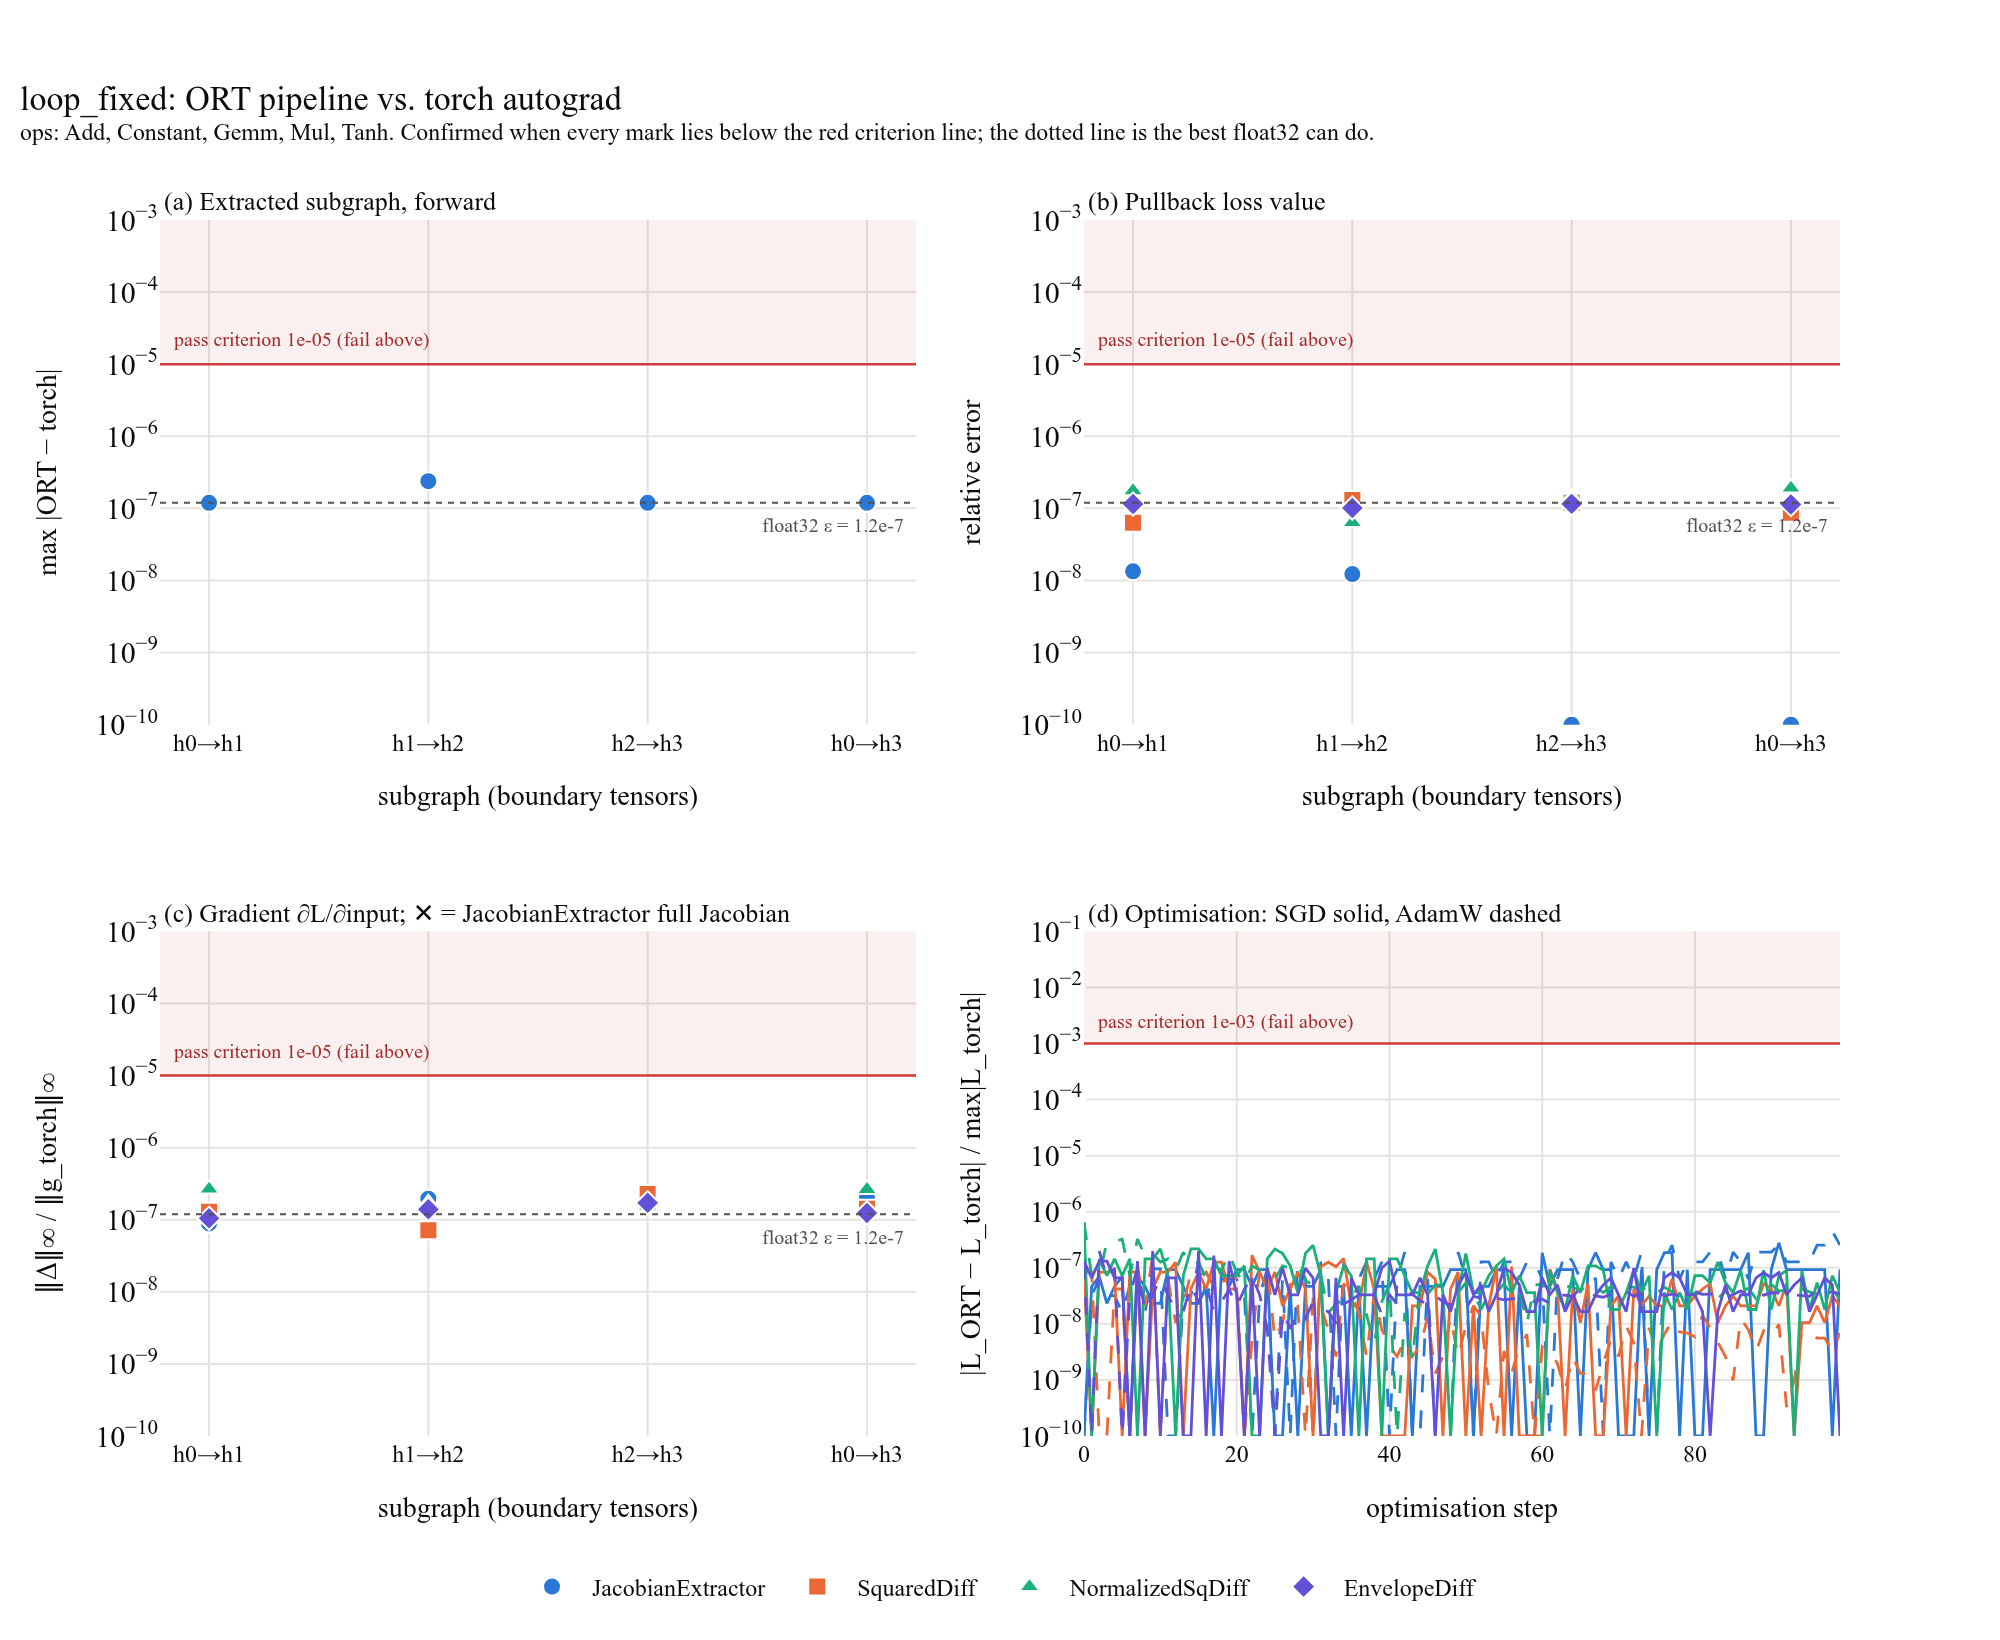 loop_fixed: ORT pipeline vs. torch autograd
ops: Add, Constant, Gemm, Mul, Tanh. Confirmed when every mark lies below the red criterion line; the dotted line is the best float32 can do.
(a) Extracted subgraph, forward
10⁻³
10⁻⁴
pass criterion 1e-05 (fail above)
10⁻⁵
10⁻⁶
10⁻⁷
float32 ε = 1.2e-7
10⁻⁸
10⁻⁹
10⁻¹⁰
max |ORT − torch|
h0→h1 h1→h2 h2→h3 h0→h3
subgraph (boundary tensors)
(b) Pullback loss value
10⁻³
10⁻⁴
pass criterion 1e-05 (fail above)
10⁻⁵
10⁻⁶
10⁻⁷
float32 ε = 1.2e-7
10⁻⁸
10⁻⁹
10⁻¹⁰
relative error
h0→h1 h1→h2 h2→h3 h0→h3
subgraph (boundary tensors)
(c) Gradient ∂L/∂input; ✕ = JacobianExtractor full Jacobian
10⁻³
10⁻⁴
pass criterion 1e-05 (fail above)
10⁻⁵
10⁻⁶
10⁻⁷
float32 ε = 1.2e-7
10⁻⁸
10⁻⁹
10⁻¹⁰
‖Δ‖∞ / ‖g_torch‖∞
h0→h1 h1→h2 h2→h3 h0→h3
subgraph (boundary tensors)
(d) Optimisation: SGD solid, AdamW dashed
10⁻¹
10⁻²
pass criterion 1e-03 (fail above)
10⁻³
10⁻⁴
10⁻⁵
10⁻⁶
10⁻⁷
10⁻⁸
10⁻⁹
10⁻¹⁰
|L_ORT − L_torch| / max|L_torch|
0 20 40 60 80
optimisation step
JacobianExtractor SquaredDiff NormalizedSqDiff EnvelopeDiff